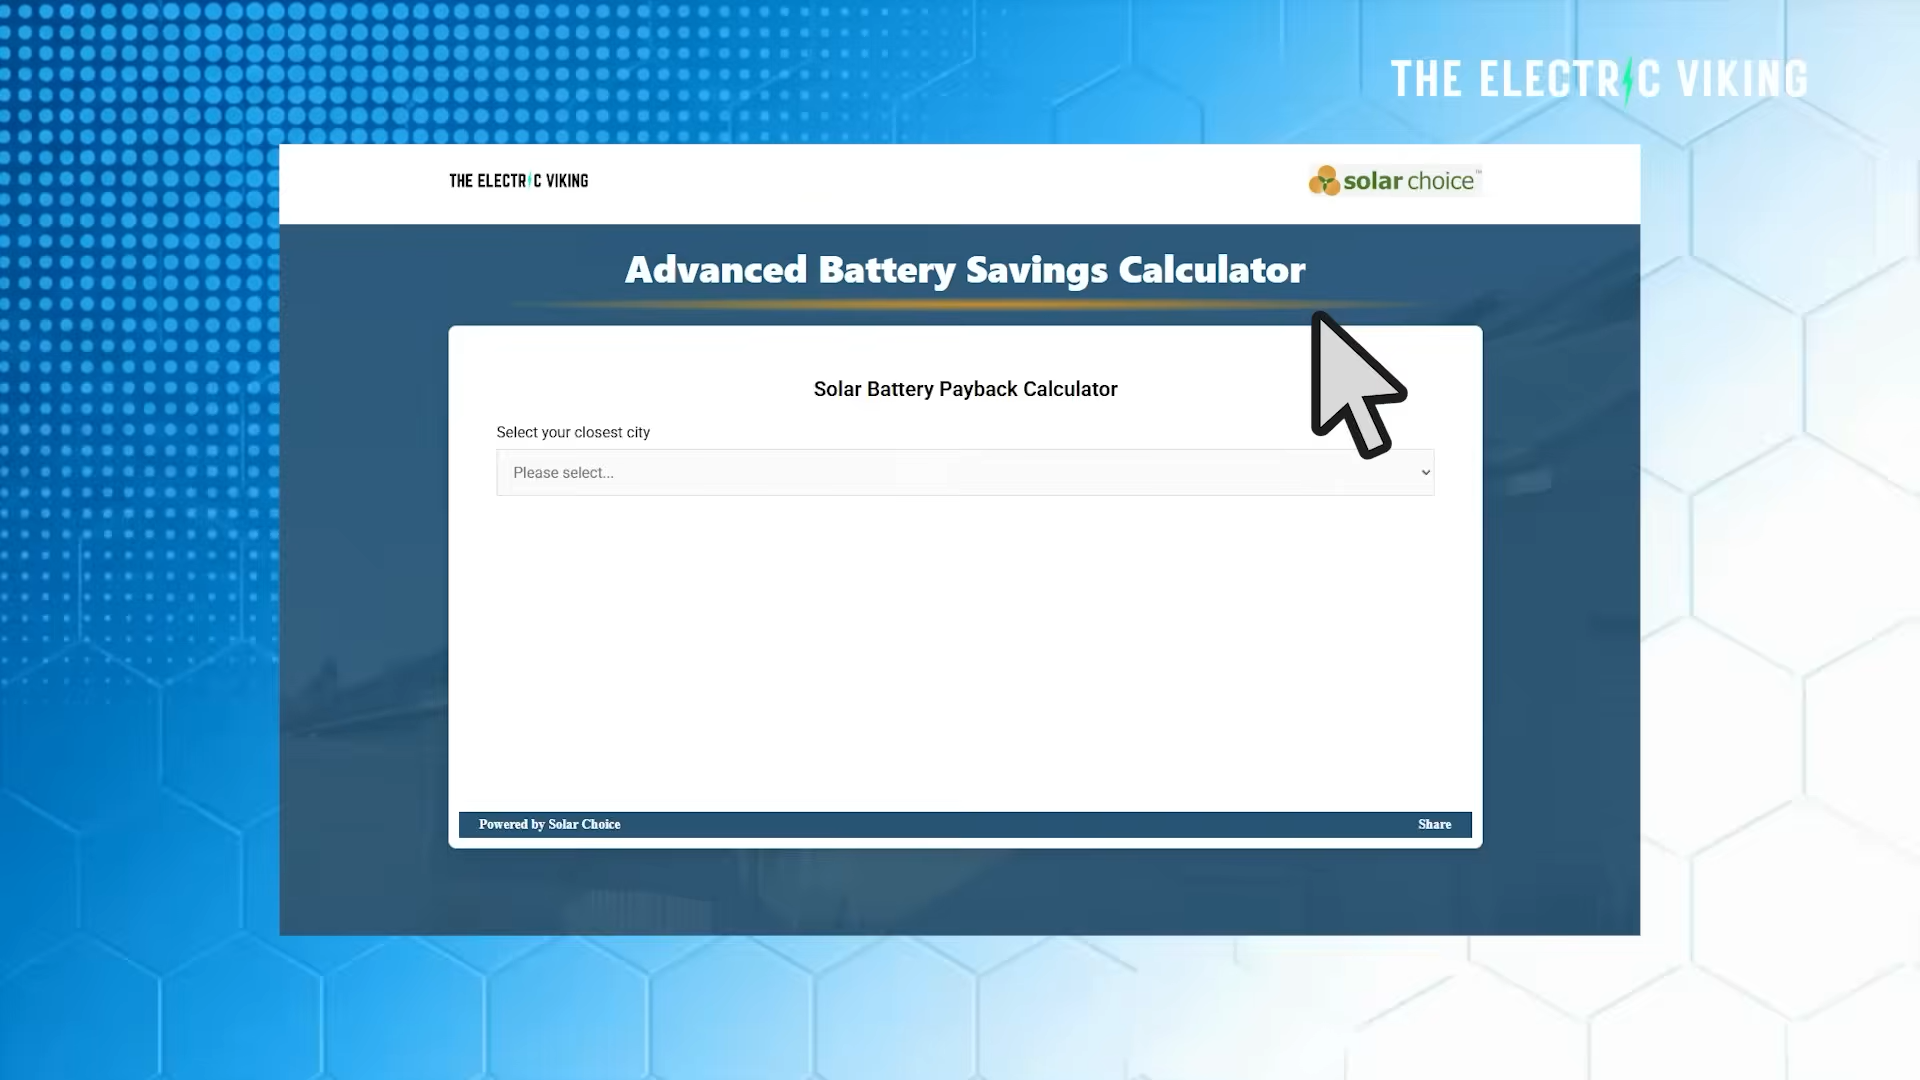 THE ELECTRIC VIKING
THE ELECTRIC VIKING
solar choice™
Advanced Battery Savings Calculator
Solar Battery Payback Calculator
Select your closest city
Please select...
Powered by Solar Choice
Share